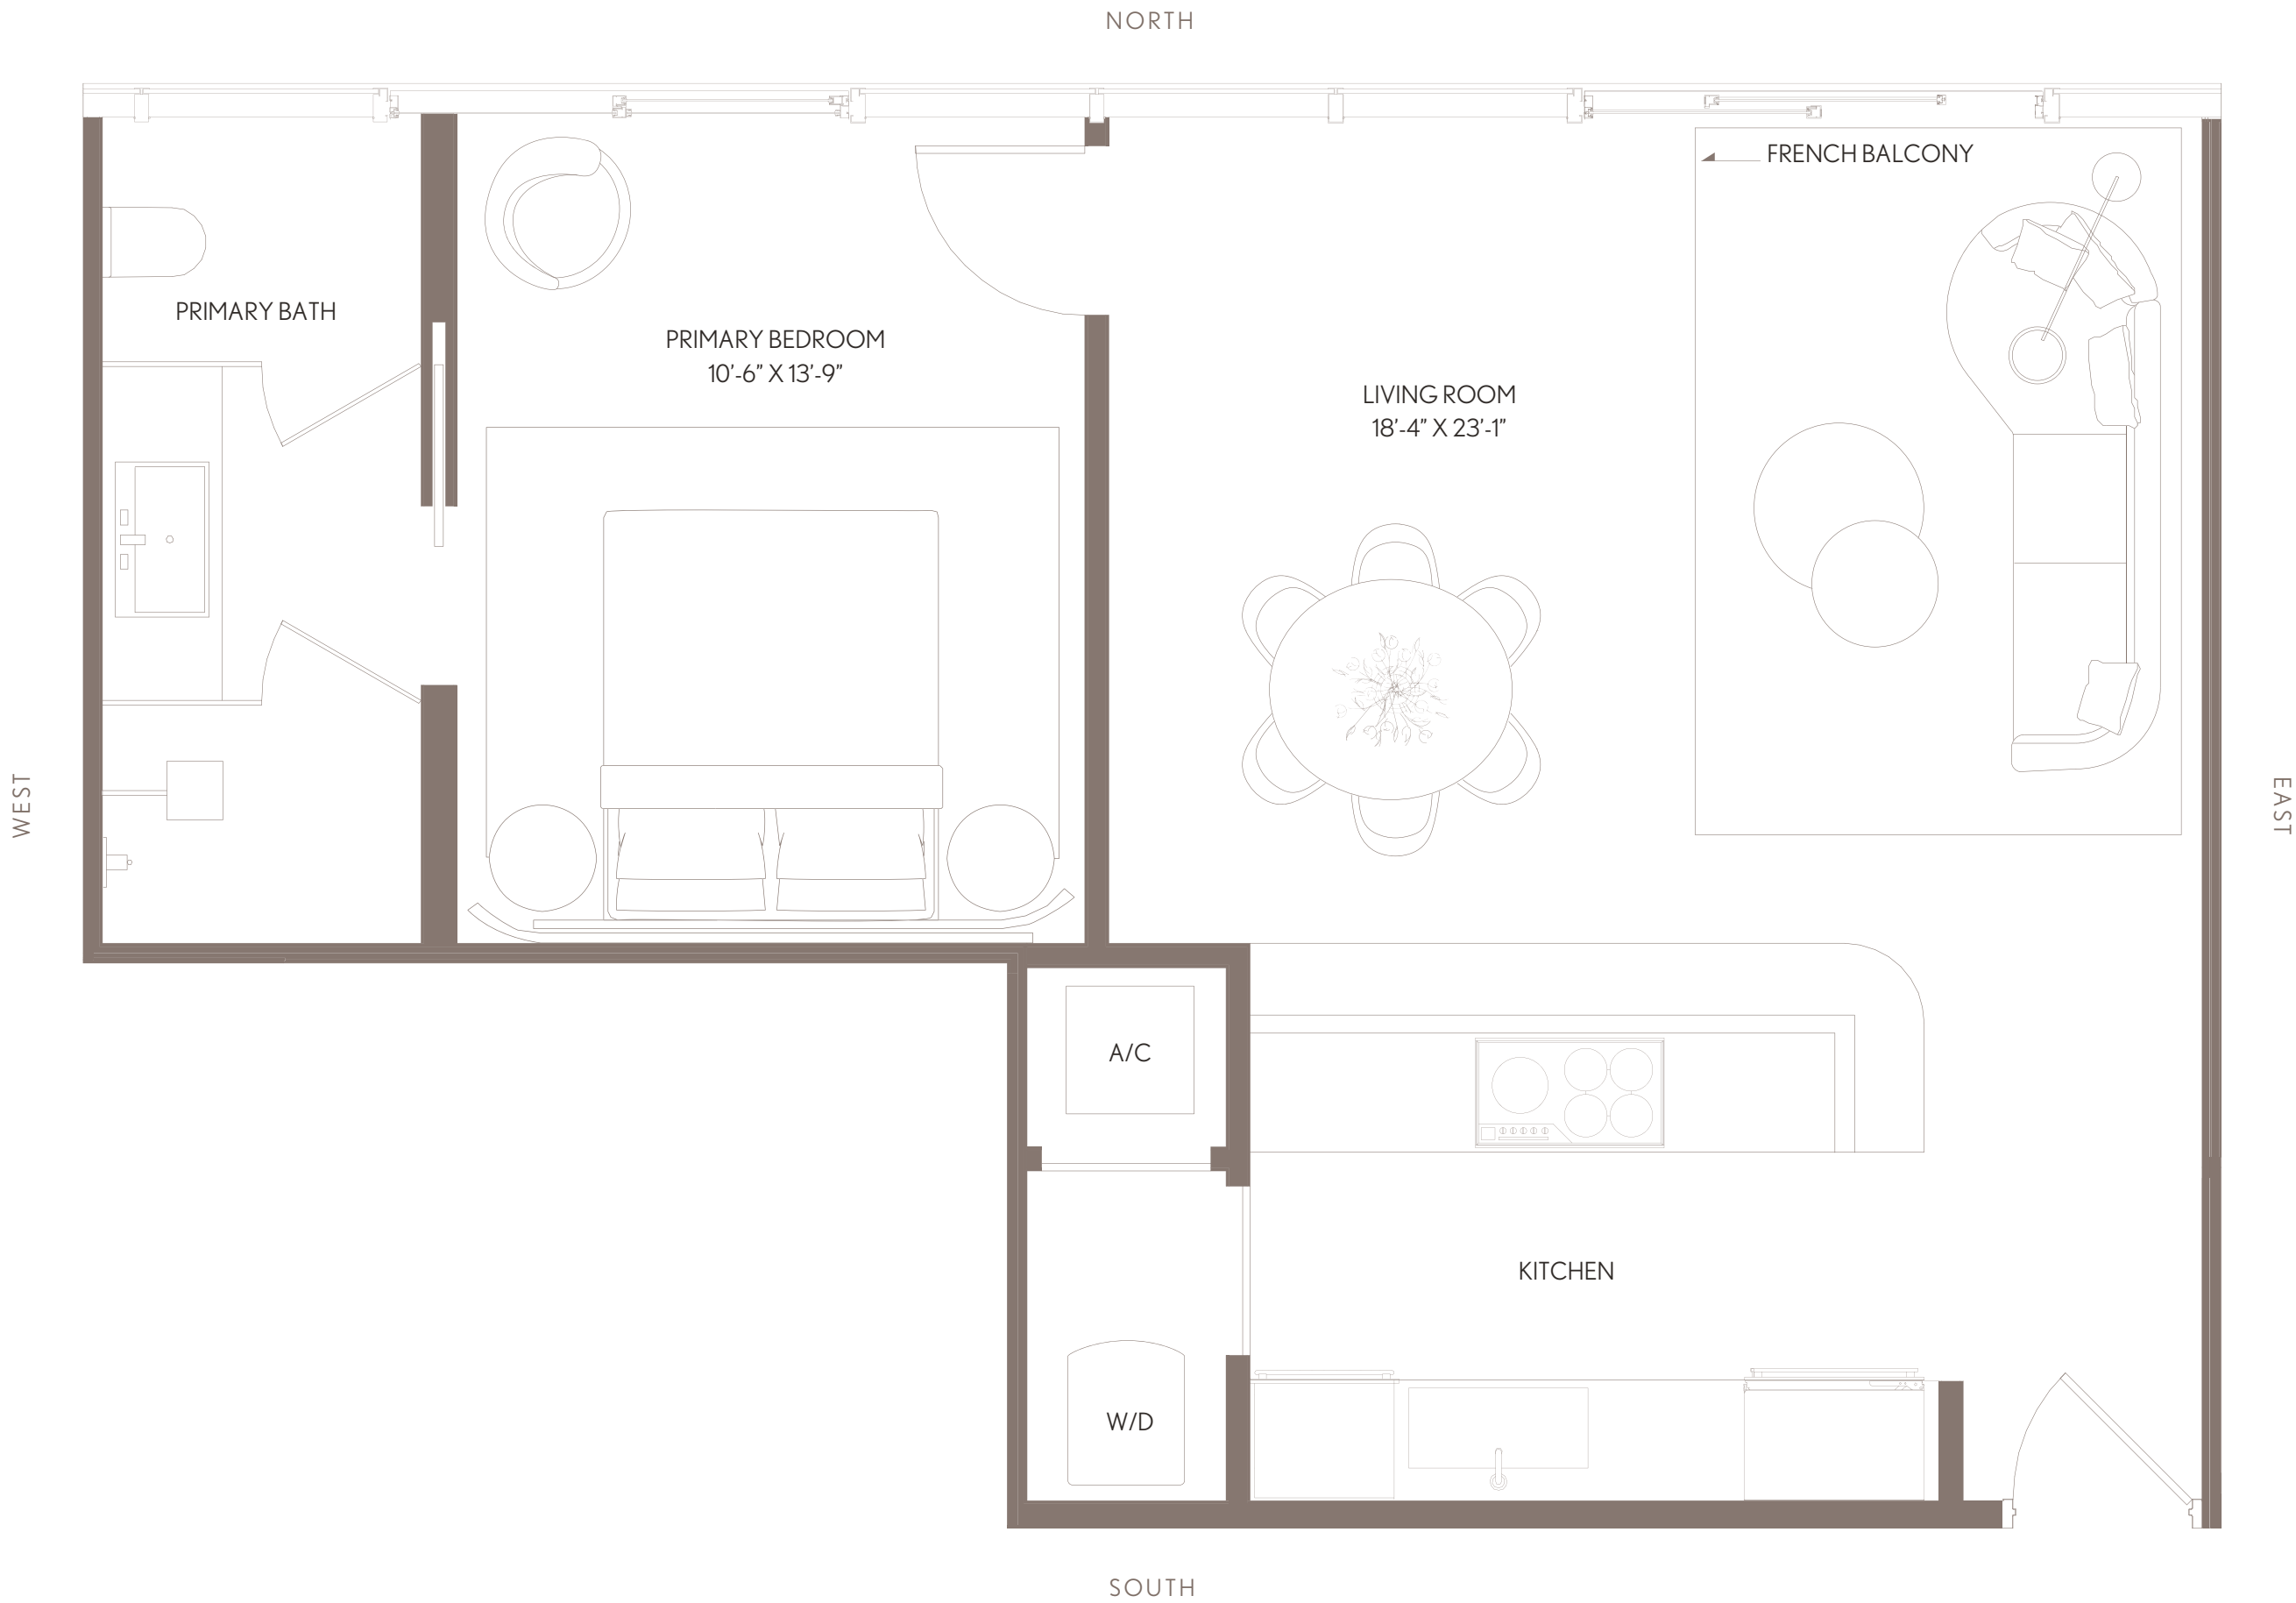 NORTH
FRENCH BALCONY
PRIMARY BATH
PRIMARY BEDROOM
10’-6” X 13’-9”
LIVING ROOM
18’-4” X 23’-1”
WEST
EAST
A/C
KITCHEN
W/D
SOUTH